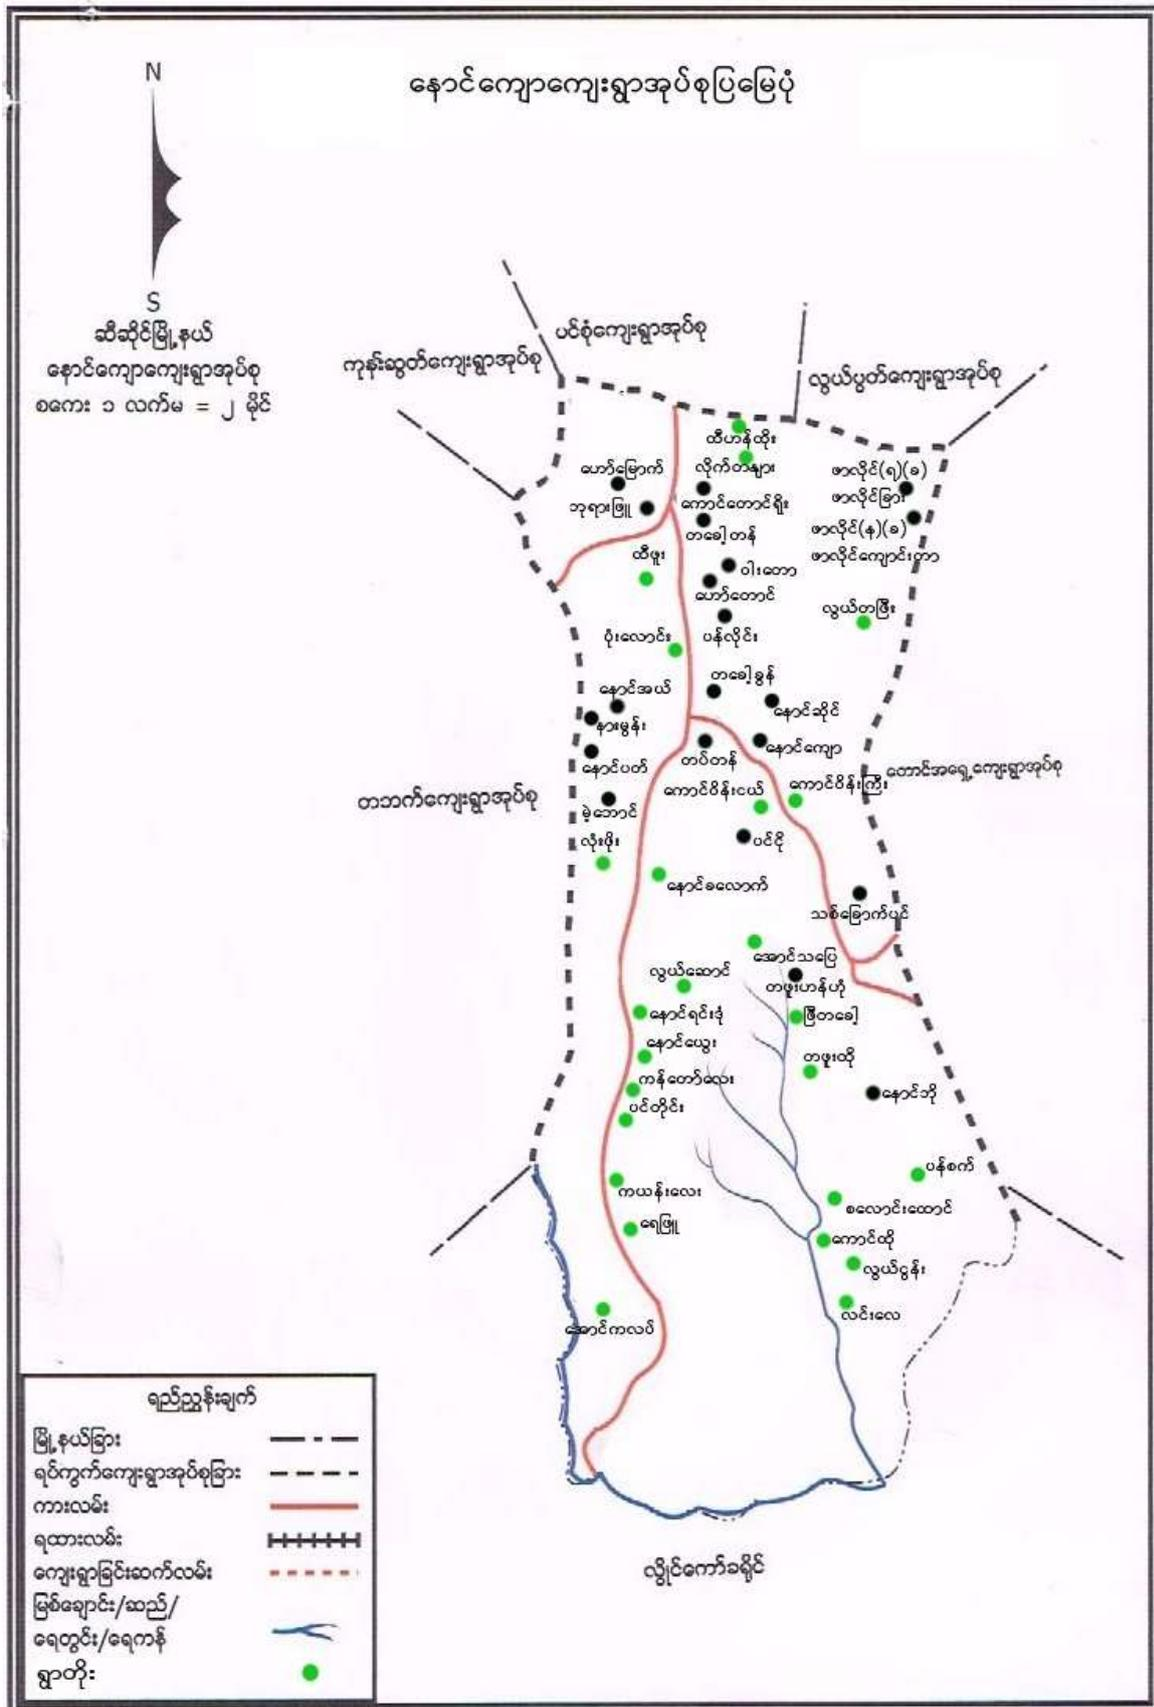 နောင်ကျောကျေးရွာအုပ်စုပြမြေပုံ
N
S
ဆီဆိုင်မြို့နယ်
နောင်ကျောကျေးရွာအုပ်စု
စကေး ၁ လက်မ = ၂ မိုင်
ပင်စုံကျေးရွာအုပ်စု
ကုန်းဆွတ်ကျေးရွာအုပ်စု
လွယ်ပွတ်ကျေးရွာအုပ်စု
ထီဟန်ထိုး
ဟော်မြောက်
လိုက်တများ
ဖာလိုင်(ရ)(ခ)
ဘုရားဖြူ
ကောင်တောင်ရိုး
ဖာလိုင်ခြား
တခေါ့တန်
ဖာလိုင်(န)(ခ)
ထီဖူး
ဝါးတော
ဖာလိုင်ကျောင်းတာ
ဟော်တောင်
လွယ်တဖြီး
ပုံးလောင်း
ပန်လိုင်း
နောင်အယ်
တခေါ့ခွန်
နားမွန်း
နောင်ဆိုင်
နောင်ပတ်
တပ်တန်
နောင်ကျော
တောင်အရှေ့ကျေးရွာအုပ်စု
တဘက်ကျေးရွာအုပ်စု
ကောင်ဝိန်းငယ်
ကောင်ဝိန်းကြီး
မဲ့ဘောင်
လုံးဖိုး
ပင်ငို
နောင်ခလောက်
သစ်ခြောက်ပင်
အောင်သပြေ
လွယ်ဆောင်
တဖူးဟန်ဟို
နောင်ရင်းဒုံ
ဖြီတခေါ့
နောင်ယွေး
တဖူးထို
ကန်တော်လေး
နောင်ဘို
ပင်တိုင်း
ပန်စက်
ကယန်းလေး
စလောင်းထောင်
ရေဖြူ
ကောင်ထို
လွယ်ငွန်း
လင်းလေ
အောင်ကလပ်
လွိုင်ကော်ခရိုင်
ရည်ညွှန်းချက်
မြို့နယ်ခြား
ရပ်ကွက်ကျေးရွာအုပ်စုခြား
ကားလမ်း
ရထားလမ်း
ကျေးရွာခြင်းဆက်လမ်း
မြစ်ချောင်း/ဆည်/
ရေတွင်း/ရေကန်
ရွာတိုး